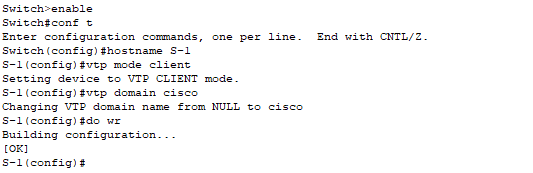 Switch>enable
Switch#conf t
Enter configuration commands, one per line.  End with CNTL/Z.
Switch(config)#hostname S-1
S-1(config)#vtp mode client
Setting device to VTP CLIENT mode.
S-1(config)#vtp domain cisco
Changing VTP domain name from NULL to cisco
S-1(config)#do wr
Building configuration...
[OK]
S-1(config)#